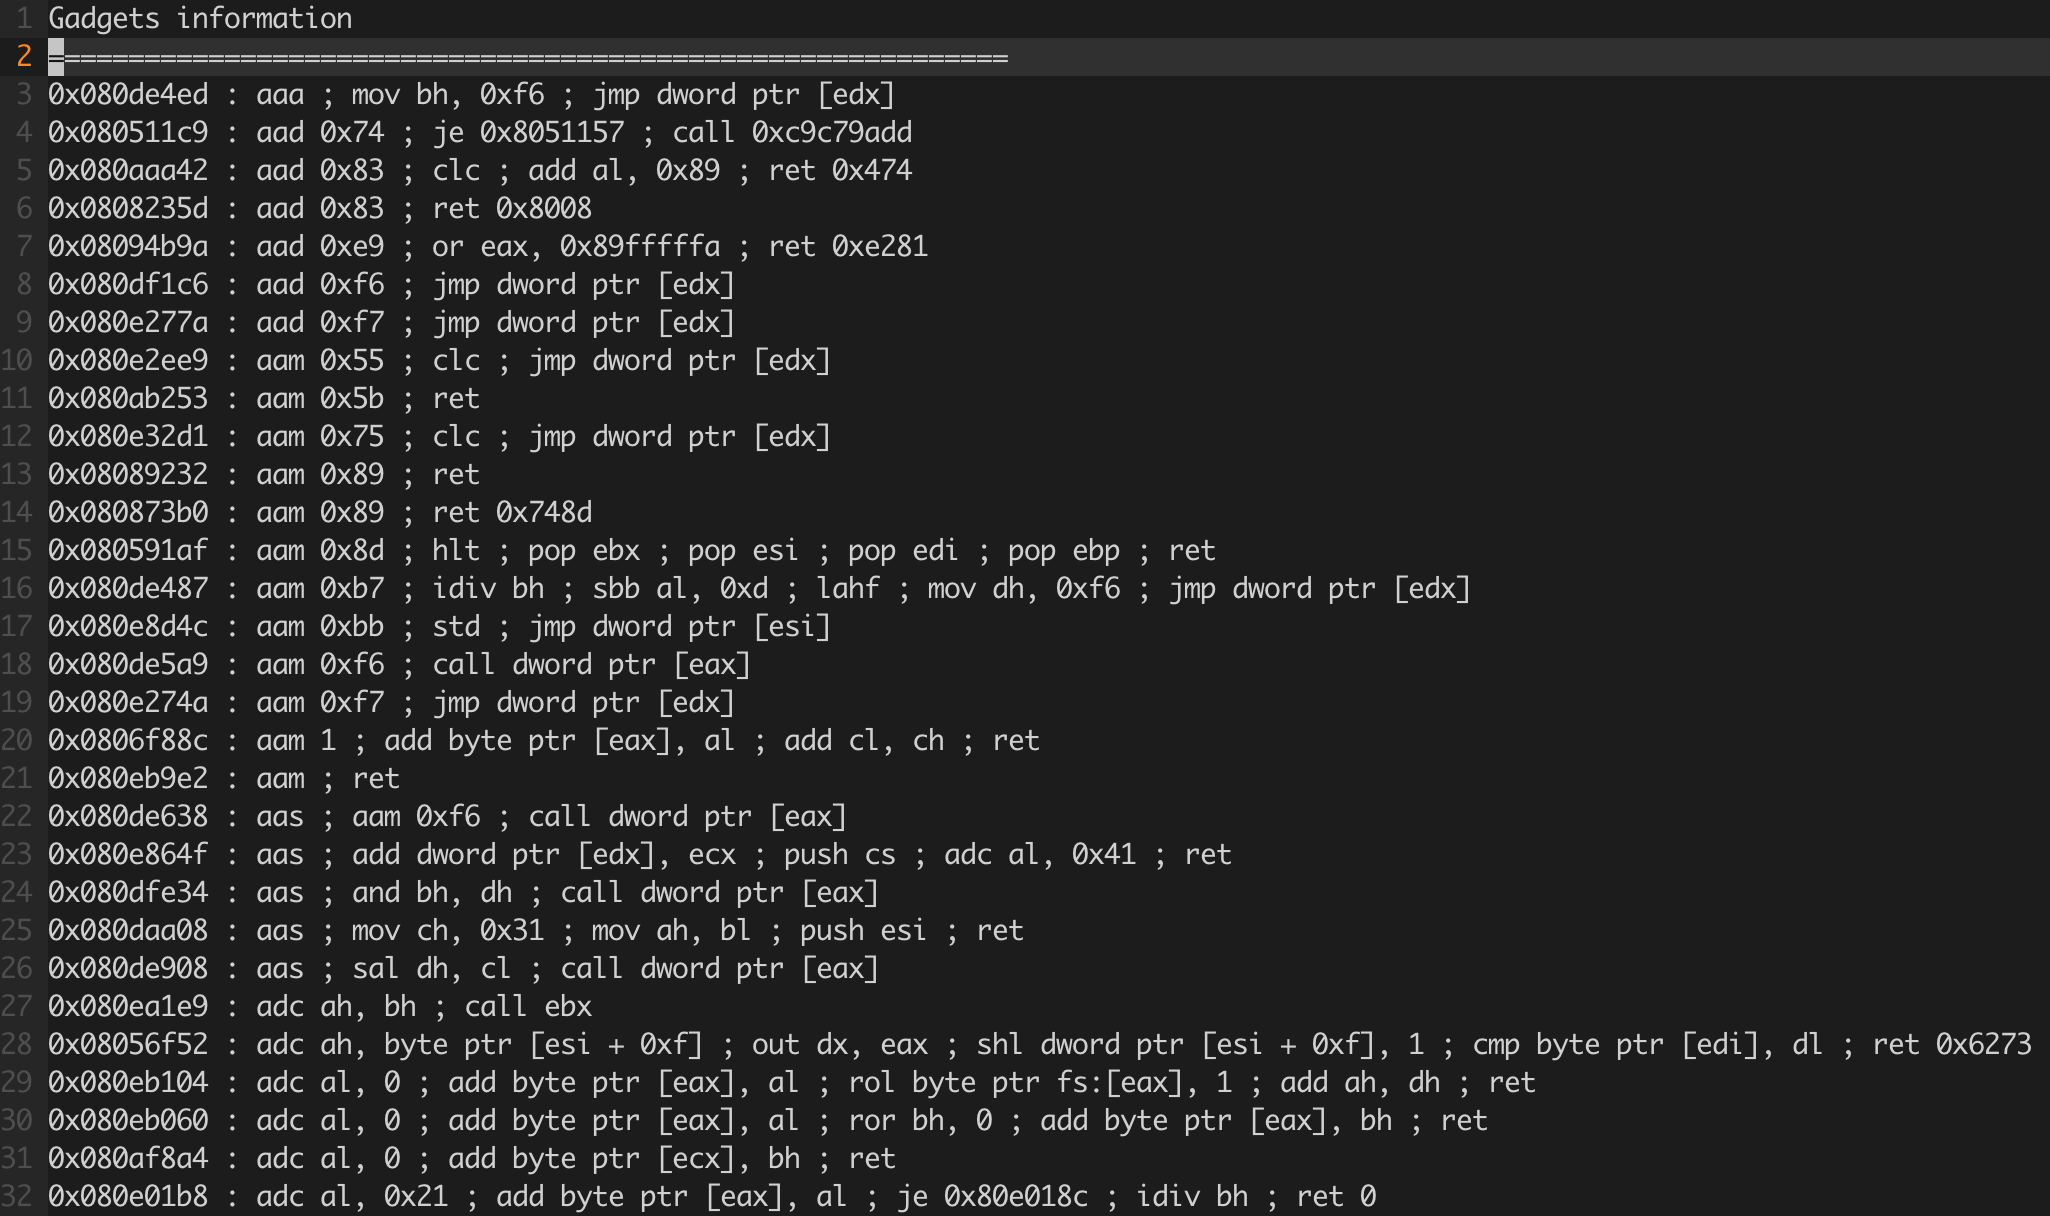 1 Gadgets information
2 ============================================================
3 0x080de4ed : aaa ; mov bh, 0xf6 ; jmp dword ptr [edx]
4 0x080511c9 : aad 0x74 ; je 0x8051157 ; call 0xc9c79add
5 0x080aaa42 : aad 0x83 ; clc ; add al, 0x89 ; ret 0x474
6 0x0808235d : aad 0x83 ; ret 0x8008
7 0x08094b9a : aad 0xe9 ; or eax, 0x89fffffa ; ret 0xe281
8 0x080df1c6 : aad 0xf6 ; jmp dword ptr [edx]
9 0x080e277a : aad 0xf7 ; jmp dword ptr [edx]
10 0x080e2ee9 : aam 0x55 ; clc ; jmp dword ptr [edx]
11 0x080ab253 : aam 0x5b ; ret
12 0x080e32d1 : aam 0x75 ; clc ; jmp dword ptr [edx]
13 0x08089232 : aam 0x89 ; ret
14 0x080873b0 : aam 0x89 ; ret 0x748d
15 0x080591af : aam 0x8d ; hlt ; pop ebx ; pop esi ; pop edi ; pop ebp ; ret
16 0x080de487 : aam 0xb7 ; idiv bh ; sbb al, 0xd ; lahf ; mov dh, 0xf6 ; jmp dword ptr [edx]
17 0x080e8d4c : aam 0xbb ; std ; jmp dword ptr [esi]
18 0x080de5a9 : aam 0xf6 ; call dword ptr [eax]
19 0x080e274a : aam 0xf7 ; jmp dword ptr [edx]
20 0x0806f88c : aam 1 ; add byte ptr [eax], al ; add cl, ch ; ret
21 0x080eb9e2 : aam ; ret
22 0x080de638 : aas ; aam 0xf6 ; call dword ptr [eax]
23 0x080e864f : aas ; add dword ptr [edx], ecx ; push cs ; adc al, 0x41 ; ret
24 0x080dfe34 : aas ; and bh, dh ; call dword ptr [eax]
25 0x080daa08 : aas ; mov ch, 0x31 ; mov ah, bl ; push esi ; ret
26 0x080de908 : aas ; sal dh, cl ; call dword ptr [eax]
27 0x080ea1e9 : adc ah, bh ; call ebx
28 0x08056f52 : adc ah, byte ptr [esi + 0xf] ; out dx, eax ; shl dword ptr [esi + 0xf], 1 ; cmp byte ptr [edi], dl ; ret 0x6273
29 0x080eb104 : adc al, 0 ; add byte ptr [eax], al ; rol byte ptr fs:[eax], 1 ; add ah, dh ; ret
30 0x080eb060 : adc al, 0 ; add byte ptr [eax], al ; ror bh, 0 ; add byte ptr [eax], bh ; ret
31 0x080af8a4 : adc al, 0 ; add byte ptr [ecx], bh ; ret
32 0x080e01b8 : adc al, 0x21 ; add byte ptr [eax], al ; je 0x80e018c ; idiv bh ; ret 0